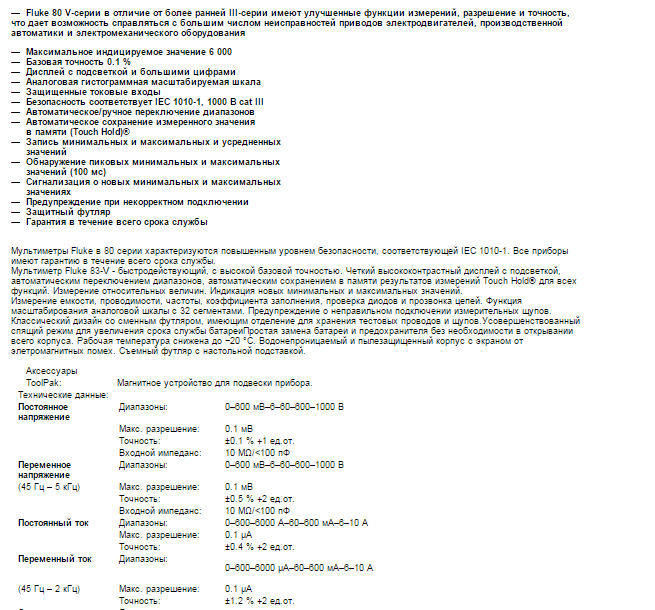 — Fluke 80 V-серии в отличие от более ранней III-серии имеют улучшенные функции измерений, разрешение и точность,
что дает возможность справляться с большим числом неисправностей приводов электродвигателей, производственной
автоматики и электромеханического оборудования
— Максимальное индицируемое значение 6 000
— Базовая точность 0.1 %
— Дисплей с подсветкой и большими цифрами
— Аналоговая гистограммная масштабируемая шкала
— Защищенные токовые входы
— Безопасность соответствует IEC 1010-1, 1000 В cat III
— Автоматическое/ручное переключение диапазонов
— Автоматическое сохранение измеренного значения
в памяти (Touch Hold)®
— Запись минимальных и максимальных и усредненных
значений
— Обнаружение пиковых минимальных и максимальных
значений (100 мс)
— Сигнализация о новых минимальных и максимальных
значениях
— Предупреждение при некорректном подключении
— Защитный футляр
— Гарантия в течение всего срока службы
Мультиметры Fluke в 80 серии характеризуются повышенным уровнем безопасности, соответствующей IEC 1010-1. Все приборы
имеют гарантию в течение всего срока службы.
Мультиметр Fluke 83-V - быстродействующий, с высокой базовой точностью. Четкий высококонтрастный дисплей с подсветкой,
автоматическим переключением диапазонов, автоматическим сохранением в памяти результатов измерений Touch Hold® для всех
функций. Измерение относительных величин. Индикация новых минимальных и максимальных значений.
Измерение емкости, проводимости, частоты, коэффициента заполнения, проверка диодов и прозвонка цепей. Функция
масштабирования аналоговой шкалы с 32 сегментами. Предупреждение о неправильном подключении измерительных щупов.
Классический дизайн со сменным футляром, имеющим отделение для хранения тестовых проводов и щупов.Усовершенствованный
спящий режим для увеличения срока службы батареиПростая замена батареи и предохранителя без необходимости в открывании
всего корпуса. Рабочая температура снижена до −20 °C. Водонепроницаемый и пылезащищенный корпус с экраном от
элетромагнитных помех. Съемный футляр с настольной подставкой.
Аксессуары
ToolPak: Магнитное устройство для подвески прибора.
Технические данные:
Постоянное напряжение Диапазоны: 0–600 мВ–6–60–600–1000 В
Макс. разрешение: 0.1 мВ
Точность: ±0.1 % +1 ед.от.
Входной импеданс: 10 MΩ/<100 пФ
Переменное напряжение Диапазоны: 0–600 мВ–6–60–600–1000 В
(45 Гц – 5 кГц) Макс. разрешение: 0.1 мВ
Точность: ±0.5 % +2 ед.от.
Входной импеданс: 10 MΩ/<100 пФ
Постоянный ток Диапазоны: 0–600–6000 А–60–600 мА–6–10 А
Макс. разрешение: 0.1 μА
Точность: ±0.4 % +2 ед.от.
Переменный ток Диапазоны:
0–600–6000 μА–60–600 мА–6–10 А
(45 Гц – 2 кГц) Макс. разрешение: 0.1 μА
Точность: ±1.2 % +2 ед.от.